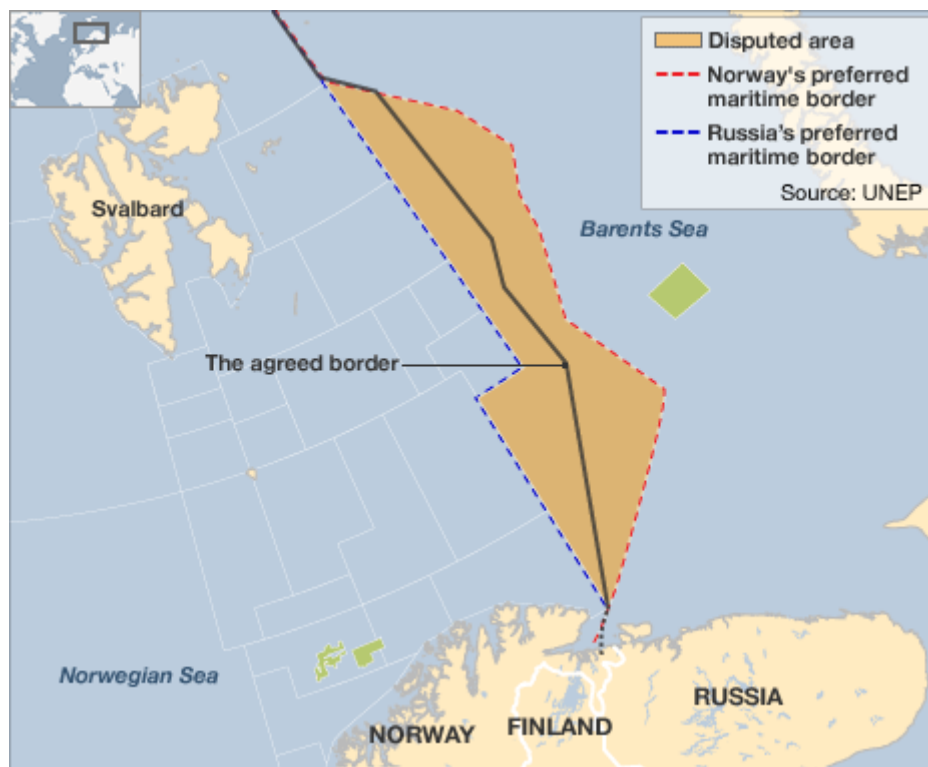 Disputed area
Norway's preferred
maritime border
Russia's preferred
maritime border
Source: UNEP
Svalbard
Barents Sea
The agreed border
Norwegian Sea
NORWAY
FINLAND
RUSSIA